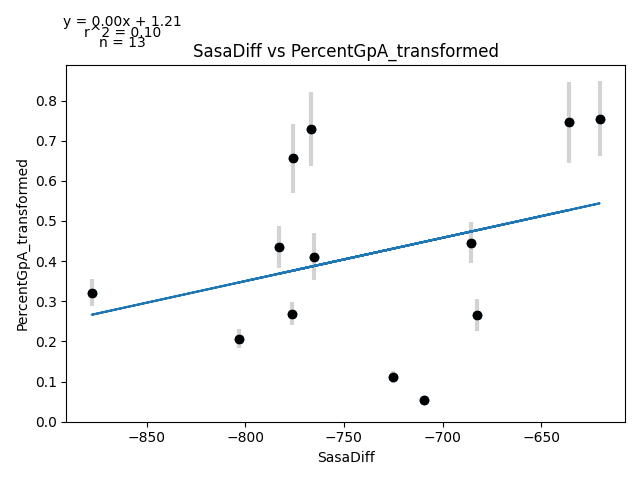 y = 0.00x + 1.21
r^2 = 0.10
n = 13
SasaDiff vs PercentGpA_transformed
PercentGpA_transformed
0.8
0.7
0.6
0.5
0.4
0.3
0.2
0.1
0.0
−850
−800
−750
−700
−650
SasaDiff